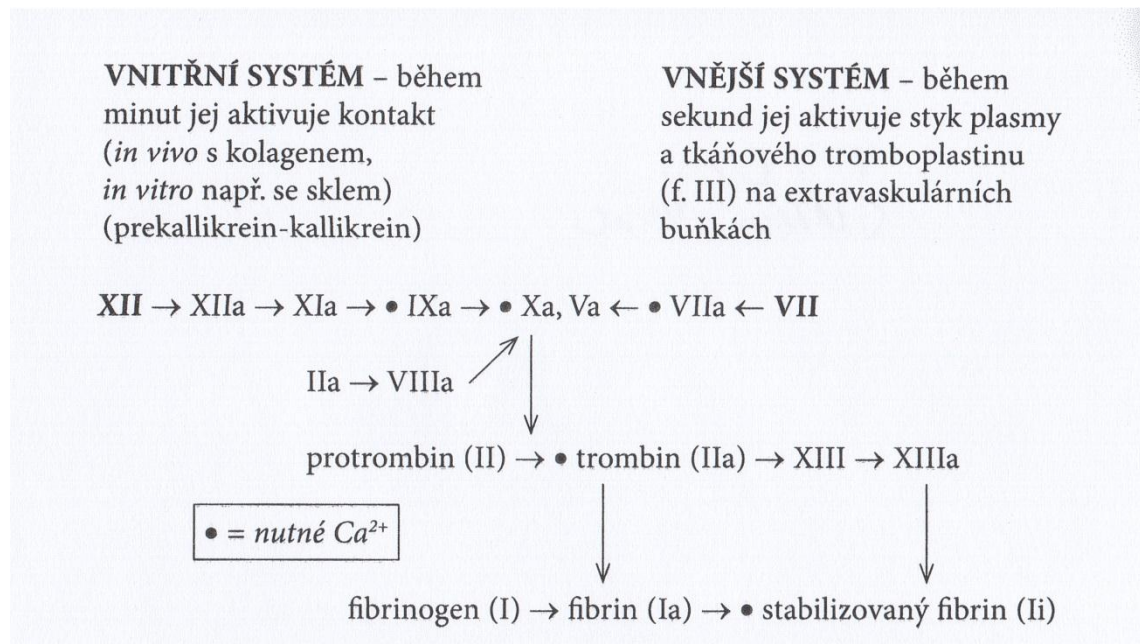 VNITŘNÍ SYSTÉM – během
minut jej aktivuje kontakt
(in vivo s kolagenem,
in vitro např. se sklem)
(prekallikrein-kallikrein)
VNĚJŠÍ SYSTÉM – během
sekund jej aktivuje styk plasmy
a tkáňového tromboplastinu
(f. III) na extravaskulárních
buňkách
XII → XIIa → XIa → • IXa → • Xa, Va ← • VIIa ← VII
IIa → VIIIa
protrombin (II) → • trombin (IIa) → XIII → XIIIa
• = nutné Ca²⁺
fibrinogen (I) → fibrin (Ia) → • stabilizovaný fibrin (Ii)